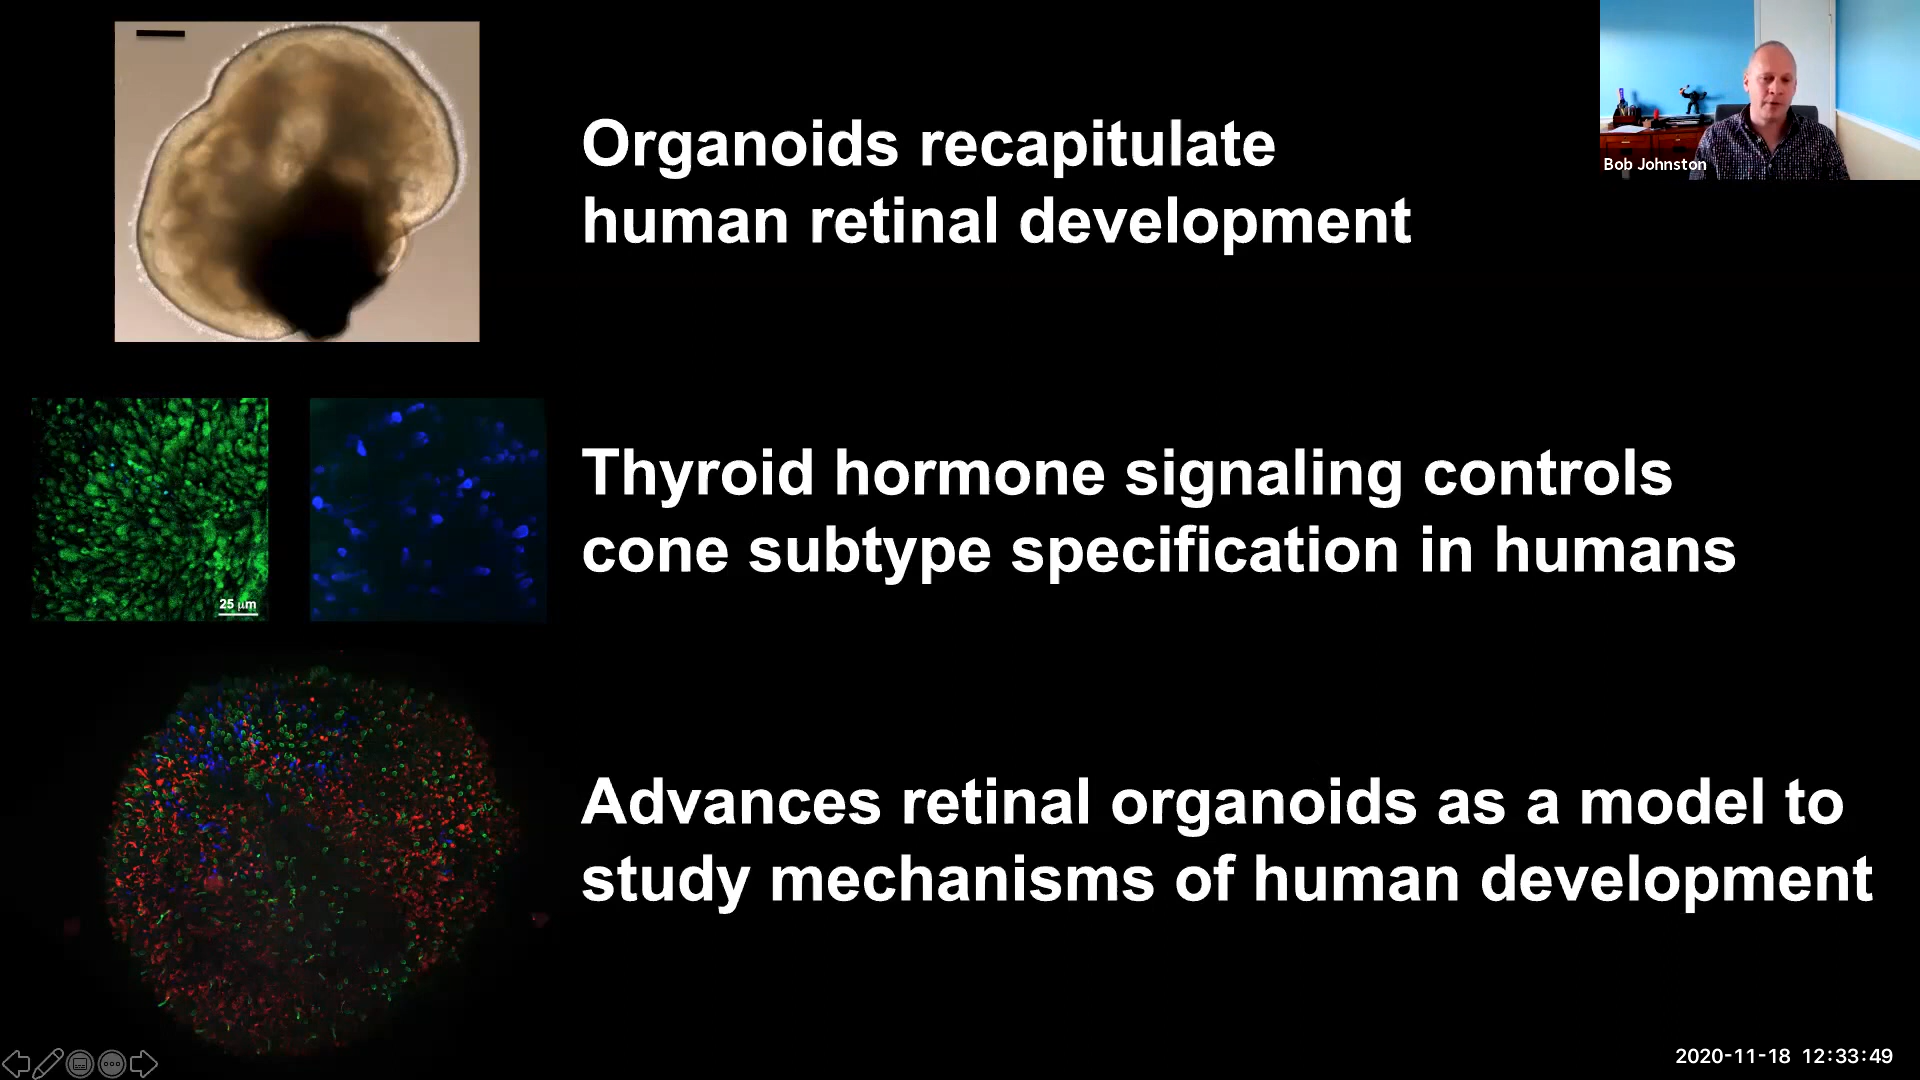 Organoids recapitulate
human retinal development
Bob Johnston
Thyroid hormone signaling controls
cone subtype specification in humans
25 μm
Advances retinal organoids as a model to
study mechanisms of human development
2020-11-18 12:33:49